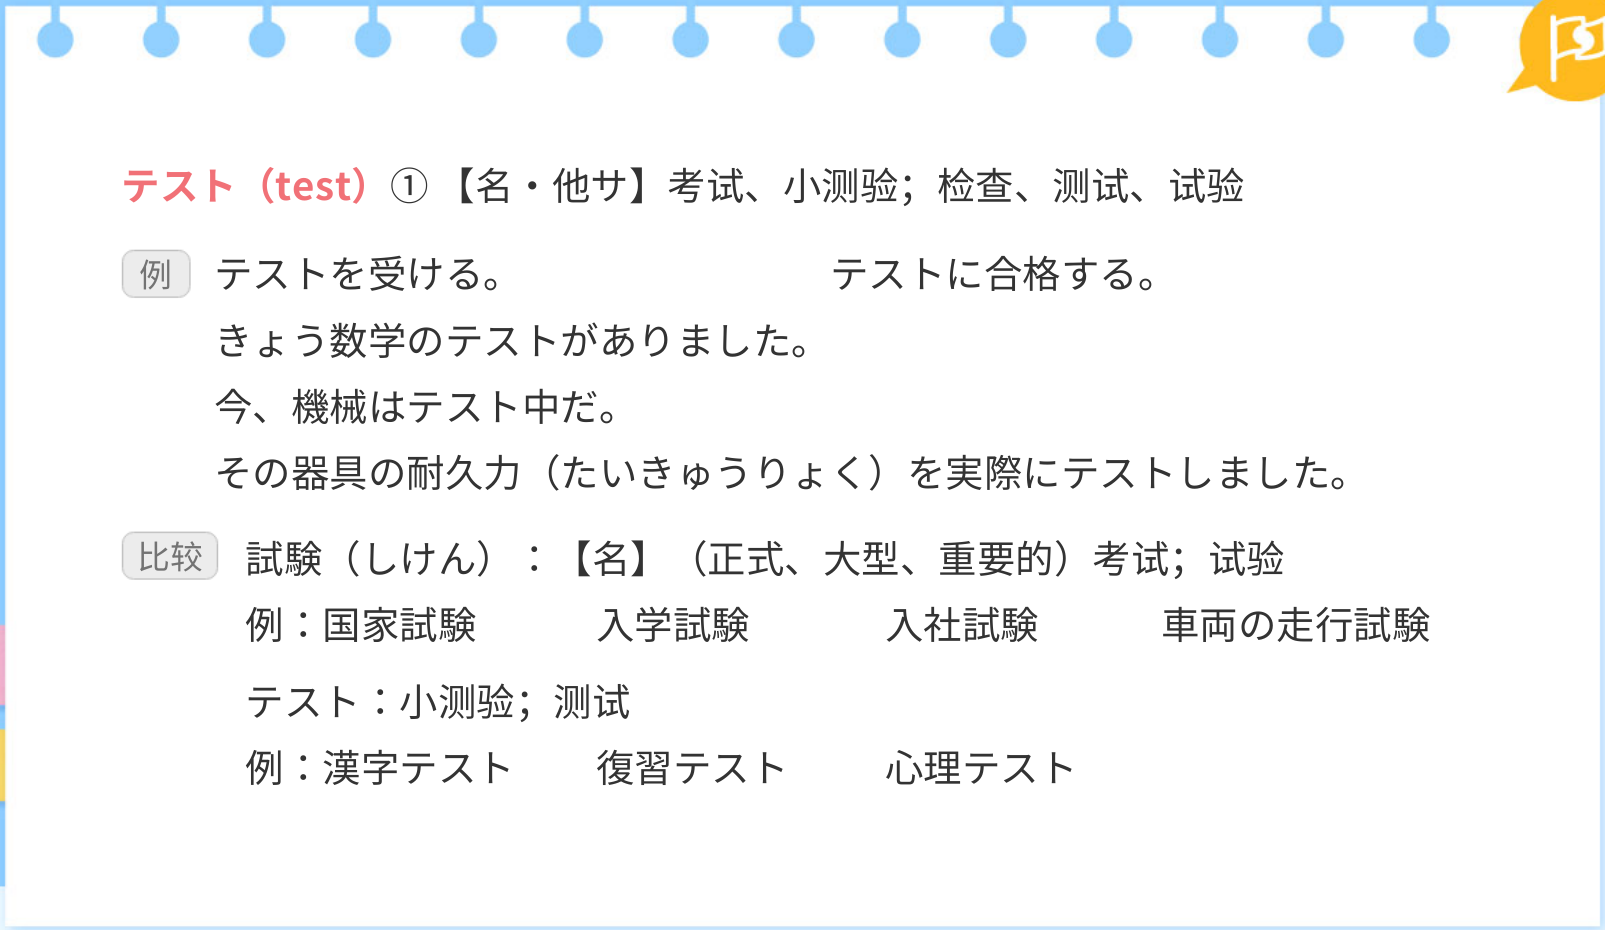 テスト（test）①【名・他サ】考试、小测验；检查、测试、试验
例 テストを受ける。 テストに合格する。
きょう数学のテストがありました。
今、機械はテスト中だ。
その器具の耐久力（たいきゅうりょく）を実際にテストしました。
比较 試験（しけん）：【名】（正式、大型、重要的）考试；试验
例：国家試験 入学試験 入社試験 車両の走行試験
テスト：小测验；测试
例：漢字テスト 復習テスト 心理テスト